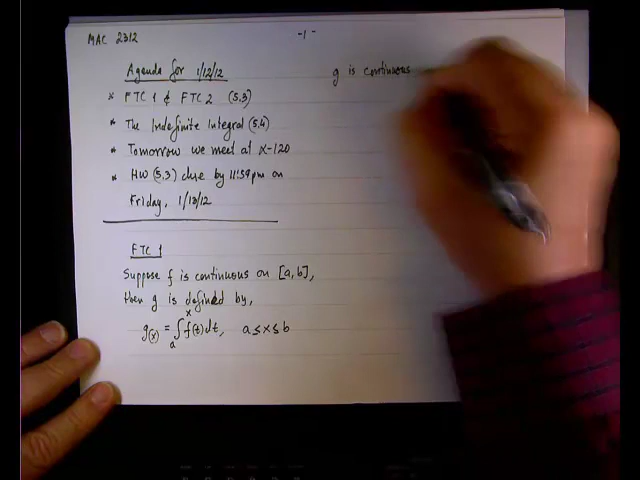 MAC 2312
-1-
Agenda for 1/12/12
* FTC 1 & FTC 2 (5.3)
* The Indefinite Integral (5.4)
* Tomorrow we meet at X-120
* HW (5.3) due by 11:59pm on
Friday, 1/13/12
FTC 1
Suppose f is continuous on [a, b],
then g is defined by,
g(x) = ∫ₐˣ f(t)dt, a ≤ x ≤ b
g is continuous